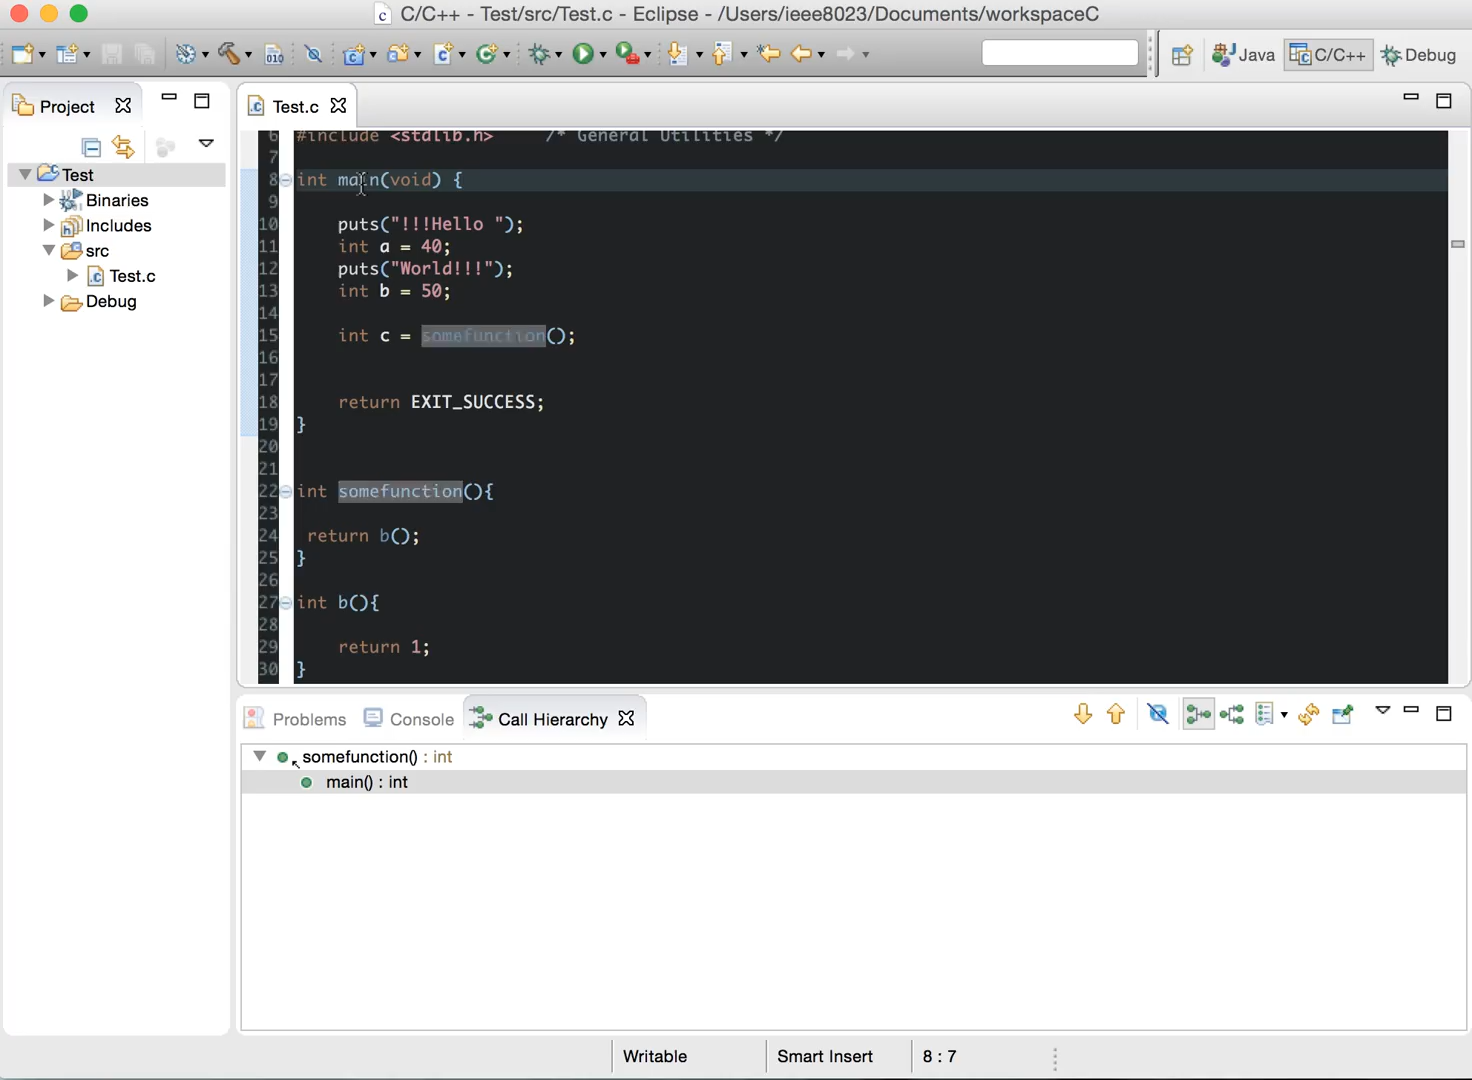 C/C++ - Test/src/Test.c - Eclipse - /Users/ieee8023/Documents/workspaceC
010
Java
C/C++
Debug
Project
Test.c
Test
Binaries
Includes
src
Test.c
Debug
6 #include <stdlib.h> /* General Utilities */
7
8 int main(void) {
9
10 puts("!!!Hello ");
11 int a = 40;
12 puts("World!!!");
13 int b = 50;
14
15 int c = somefunction();
16
17
18 return EXIT_SUCCESS;
19 }
20
21
22 int somefunction(){
23
24 return b();
25 }
26
27 int b(){
28
29 return 1;
30 }
Problems
Console
Call Hierarchy
somefunction() : int
main() : int
Writable
Smart Insert
8 : 7